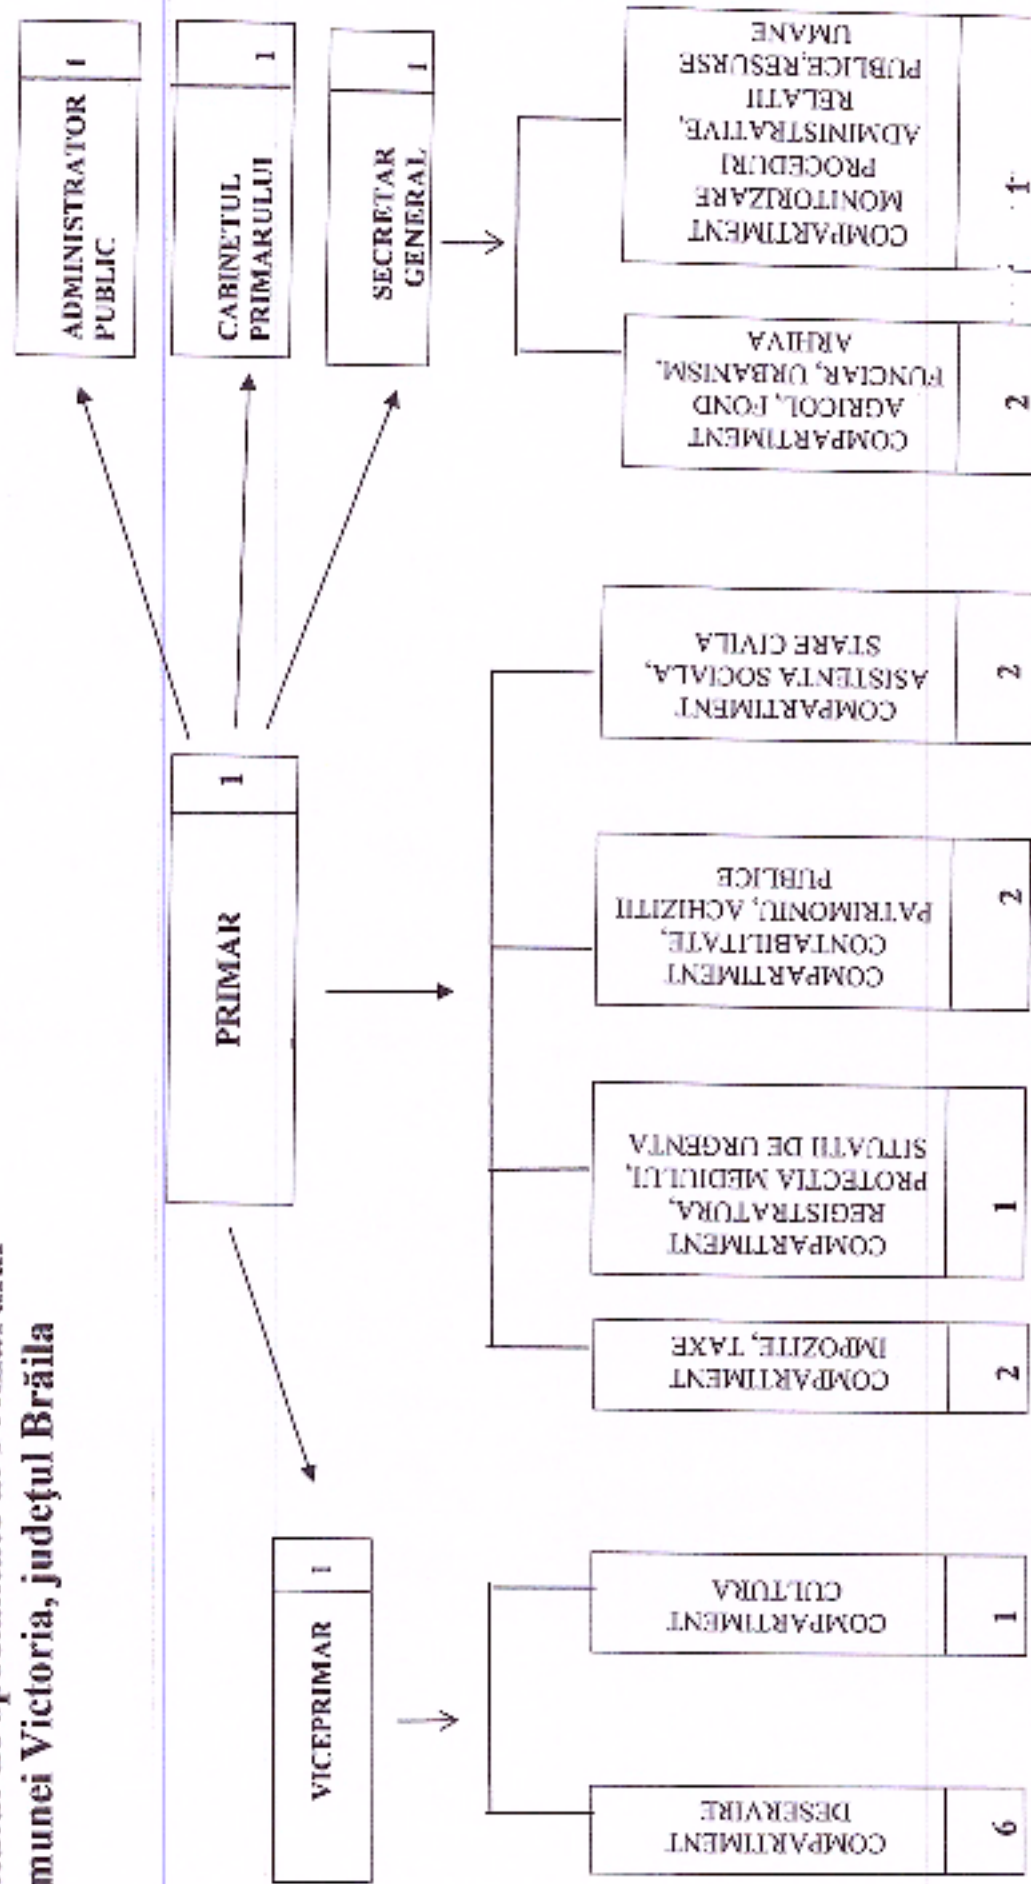 munei Victoria, județul Brăila
ADMINISTRATOR
PUBLIC
1
CABINETUL
PRIMARULUI
1
SECRETAR
GENERAL
1
PRIMAR
1
VICEPRIMAR
1
COMPARTIMENT
DESERVIRE
6
COMPARTIMENT
CULTURA
1
COMPARTIMENT
IMPOZITE, TAXE
2
COMPARTIMENT
REGISTRATURA,
PROTECTIA MEDIULUI,
SITUATII DE URGENTA
1
COMPARTIMENT
CONTABILITATE,
PATRIMONIU, ACHIZITII
PUBLICE
2
COMPARTIMENT
ASISTENTA SOCIALA,
STARE CIVILA
2
COMPARTIMENT
AGRICOL, FOND
FUNCIAR, URBANISM,
ARHIVA
2
COMPARTIMENT
MONITORIZARE
PROCEDURI
ADMINISTRATIVE,
RELATII
PUBLICE,RESURSE
UMANE
1